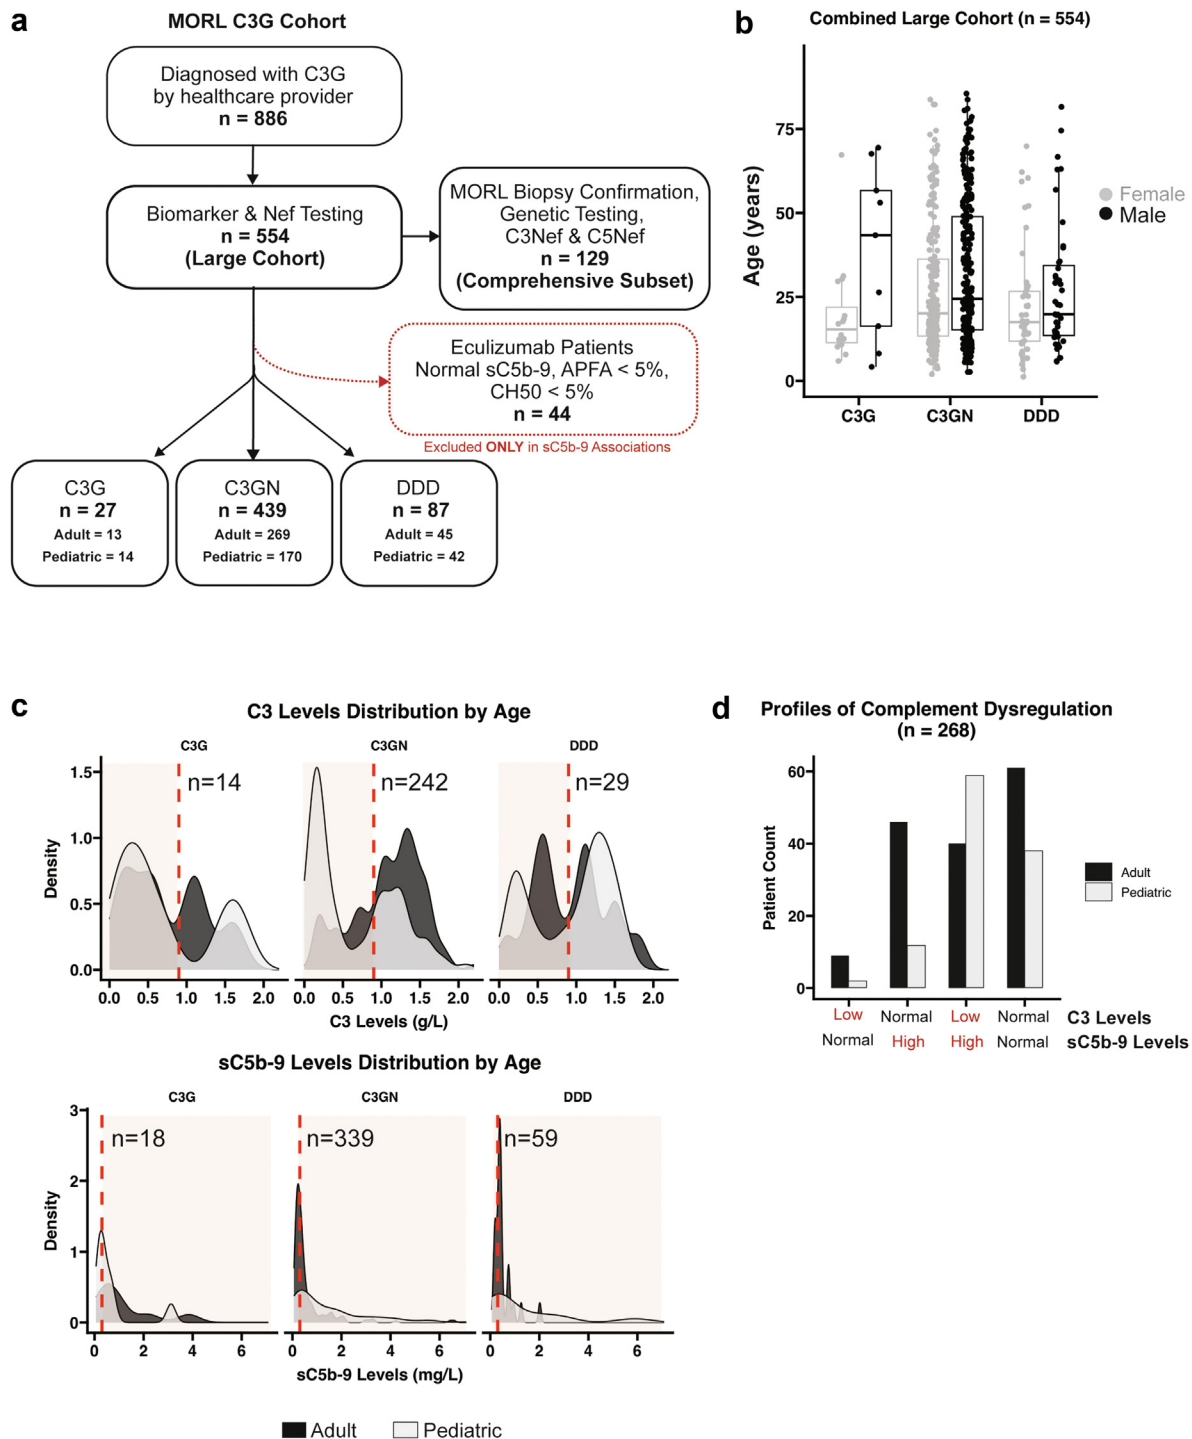 a
MORL C3G Cohort
Diagnosed with C3G
by healthcare provider
n = 886
Biomarker & Nef Testing
n = 554
(Large Cohort)
MORL Biopsy Confirmation,
Genetic Testing,
C3Nef & C5Nef
n = 129
(Comprehensive Subset)
Eculizumab Patients
Normal sC5b-9, APFA < 5%,
CH50 < 5%
n = 44
Excluded ONLY in sC5b-9 Associations
C3G
n = 27
Adult = 13
Pediatric = 14
C3GN
n = 439
Adult = 269
Pediatric = 170
DDD
n = 87
Adult = 45
Pediatric = 42
b
Combined Large Cohort (n = 554)
Age (years)
75
50
25
0
C3G C3GN DDD
Female
Male
c
C3 Levels Distribution by Age
C3G C3GN DDD
n=14 n=242 n=29
Density
1.5
1.0
0.5
0.0
0.0 0.5 1.0 1.5 2.0 0.0 0.5 1.0 1.5 2.0 0.0 0.5 1.0 1.5 2.0
C3 Levels (g/L)
sC5b-9 Levels Distribution by Age
C3G C3GN DDD
n=18 n=339 n=59
Density
3
2
1
0
0 2 4 6 0 2 4 6 0 2 4 6
sC5b-9 Levels (mg/L)
Adult Pediatric
d
Profiles of Complement Dysregulation
(n = 268)
Patient Count
60
40
20
0
Adult
Pediatric
Low Normal Low Normal C3 Levels
Normal High High Normal sC5b-9 Levels